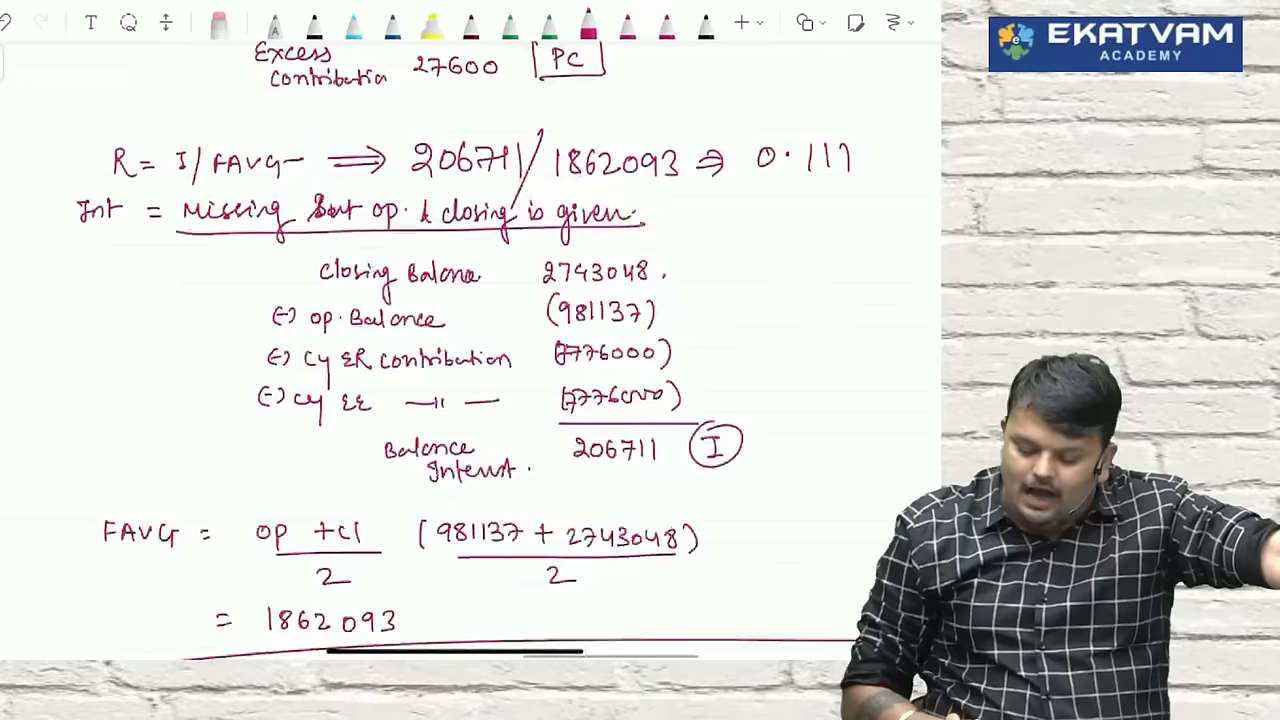 EKATVAM
ACADEMY
Excess
Contributio 27600 PC
R = I/FAVG ⇒ 206711/1862093 ⇒ 0.111
Int = Missing but op. & closing is given.
Closing Balance 2743048.
(-) op. Balance (981137)
(-) Cy ER Contribution (776000)
(-) Cy EE —"— (776000)
Balance Interest. 206711 I
FAVG = op + cl / 2 (981137 + 2743048) / 2
= 1862093